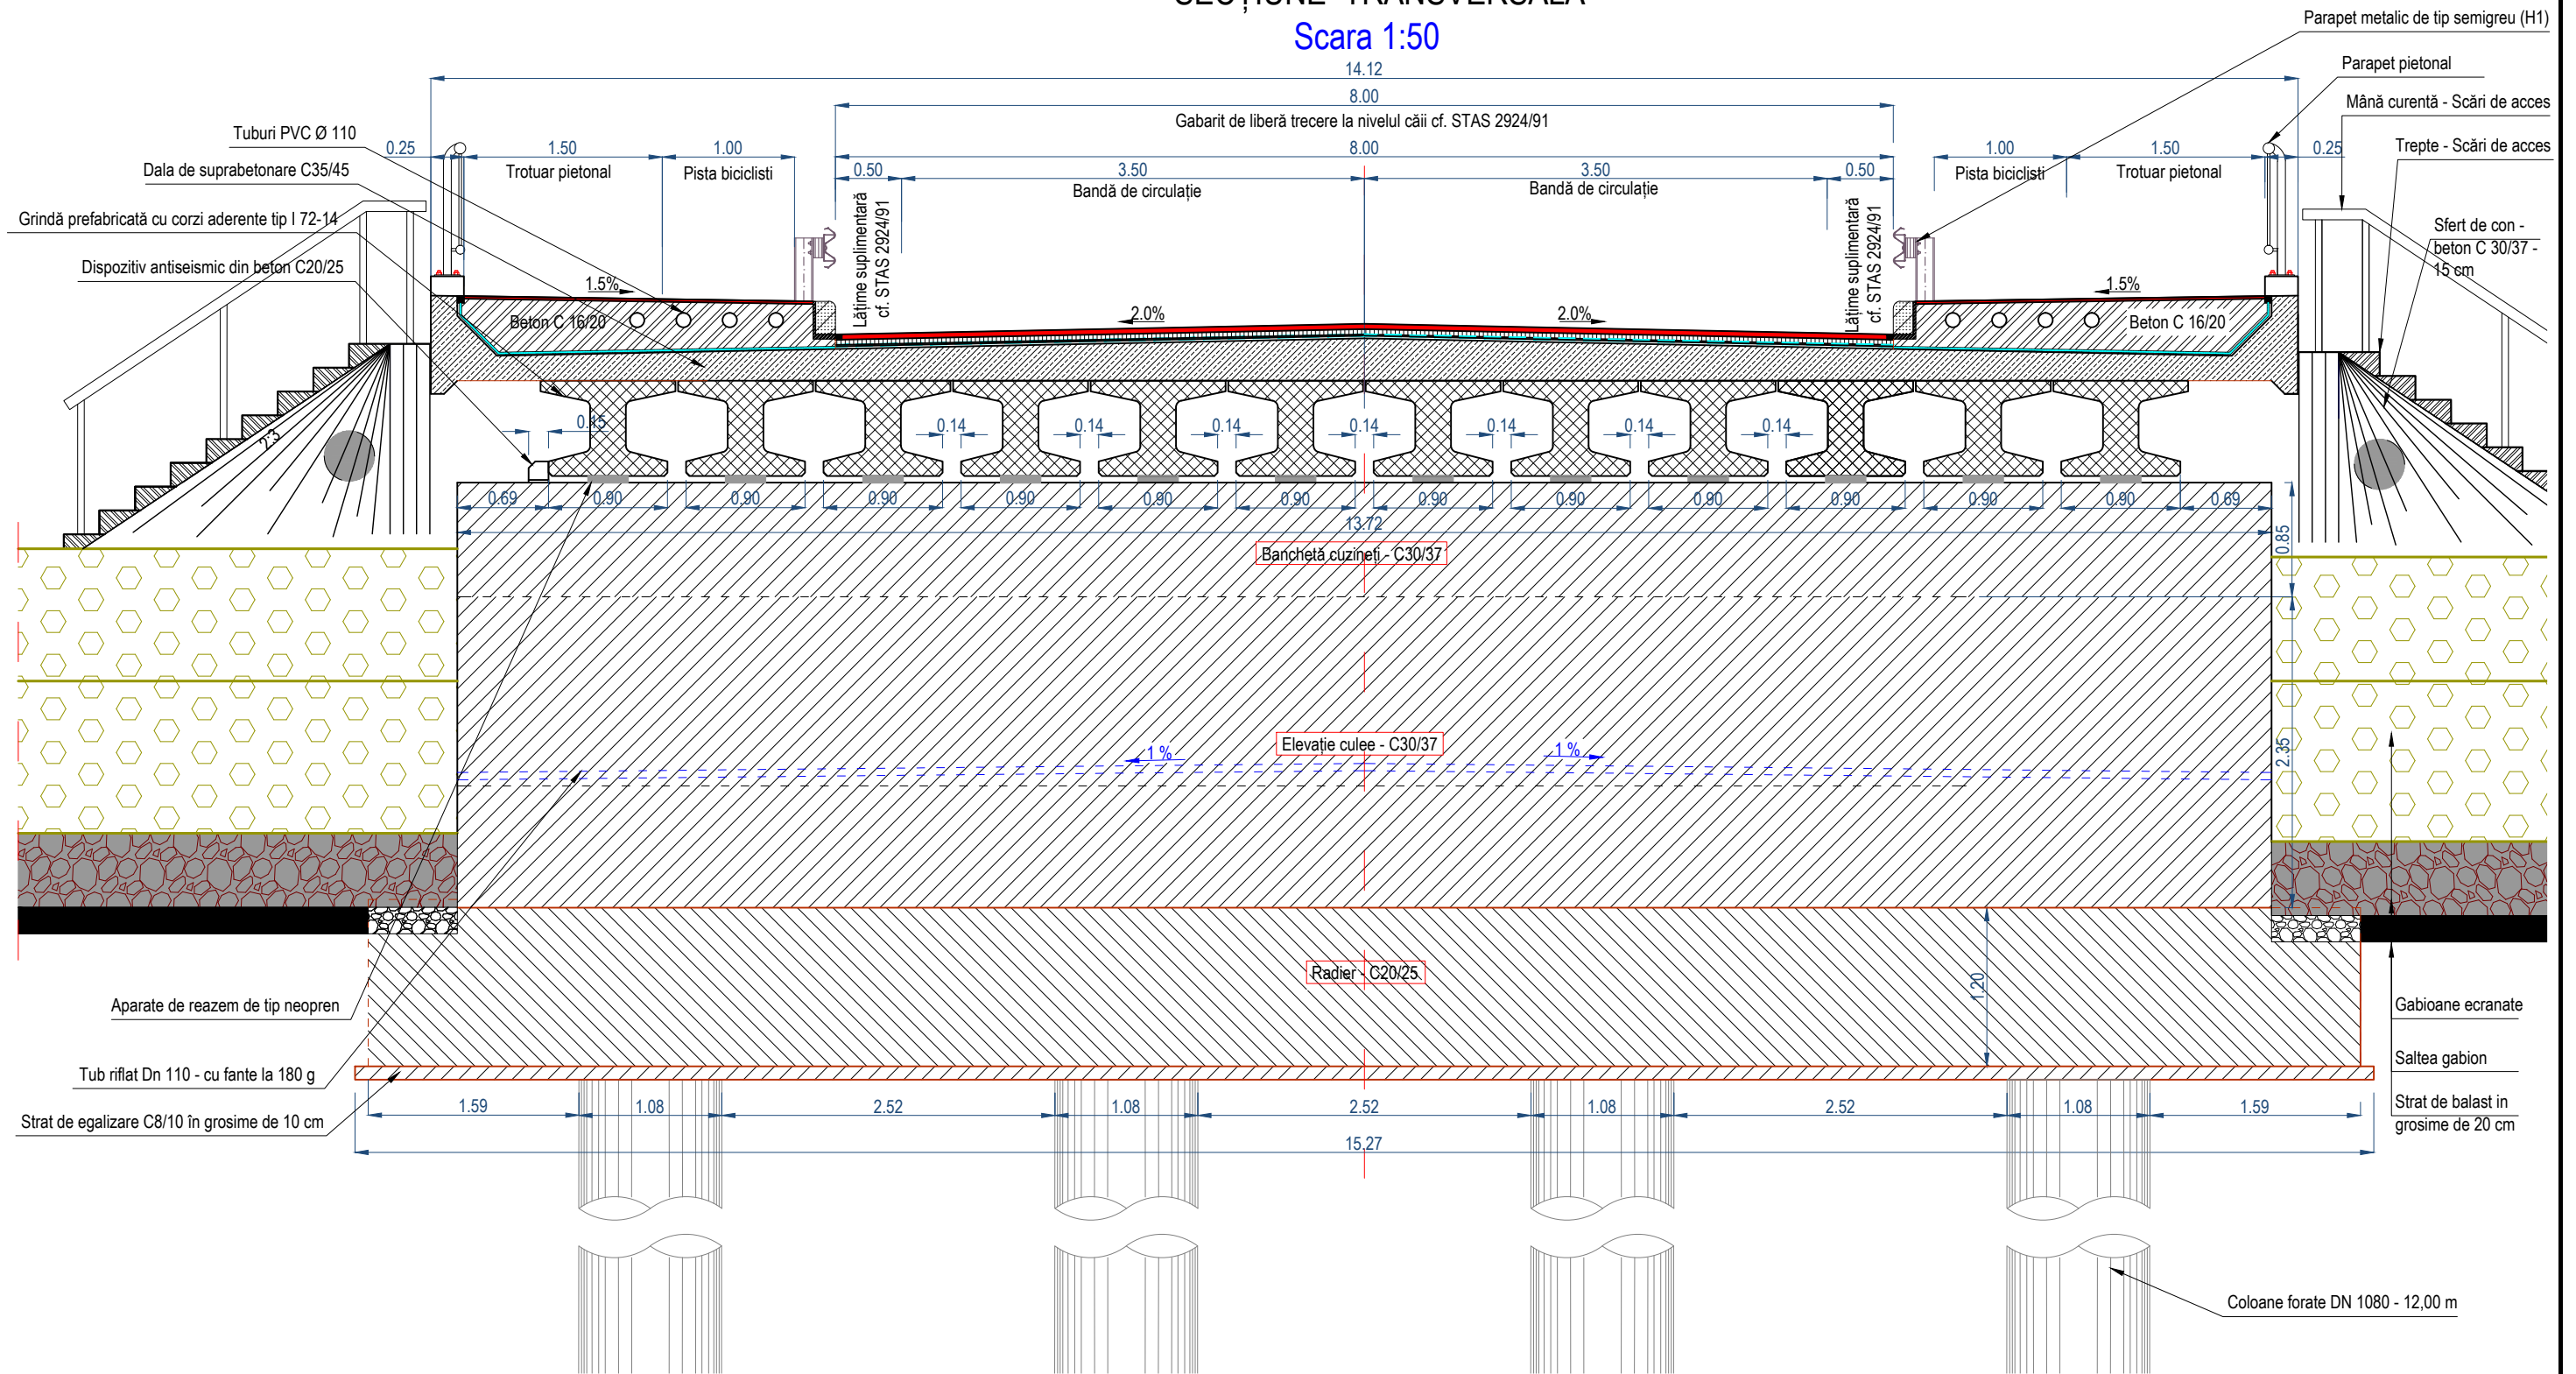 SECȚIUNE TRANSVERSALĂ
Scara 1:50
Parapet metalic de tip semigreu (H1)
14.12
Parapet pietonal
8.00
Mână curentă - Scări de acces
Gabarit de liberă trecere la nivelul căii cf. STAS 2924/91
Tuburi PVC Ø 110
0.25
1.50
1.00
8.00
1.00
1.50
0.25
Trepte - Scări de acces
Dala de suprabetonare C35/45
Trotuar pietonal
Pista biciclisti
0.50
3.50
3.50
0.50
Pista biciclisti
Trotuar pietonal
Bandă de circulație
Bandă de circulație
Grindă prefabricată cu corzi aderente tip I 72-14
Lățime suplimentară
cf. STAS 2924/91
Lățime suplimentară
cf. STAS 2924/91
Sfert de con -
beton C 30/37 -
15 cm
Dispozitiv antiseismic din beton C20/25
1.5%
1.5%
2.0%
2.0%
Beton C 16/20
Beton C 16/20
2:3
0.15
0.14
0.14
0.14
0.14
0.14
0.14
0.14
0.69
0.90
0.90
0.90
0.90
0.90
0.90
0.90
0.90
0.90
0.90
0.90
0.90
0.69
13.72
0.85
Banchetă cuzineți - C30/37
Elevație culee - C30/37
1 %
1 %
2.35
Radier - C20/25
1.20
Aparate de reazem de tip neopren
Gabioane ecranate
Tub riflat Dn 110 - cu fante la 180 g
Saltea gabion
Strat de egalizare C8/10 în grosime de 10 cm
1.59
1.08
2.52
1.08
2.52
1.08
2.52
1.08
1.59
Strat de balast in
grosime de 20 cm
15.27
Coloane forate DN 1080 - 12,00 m